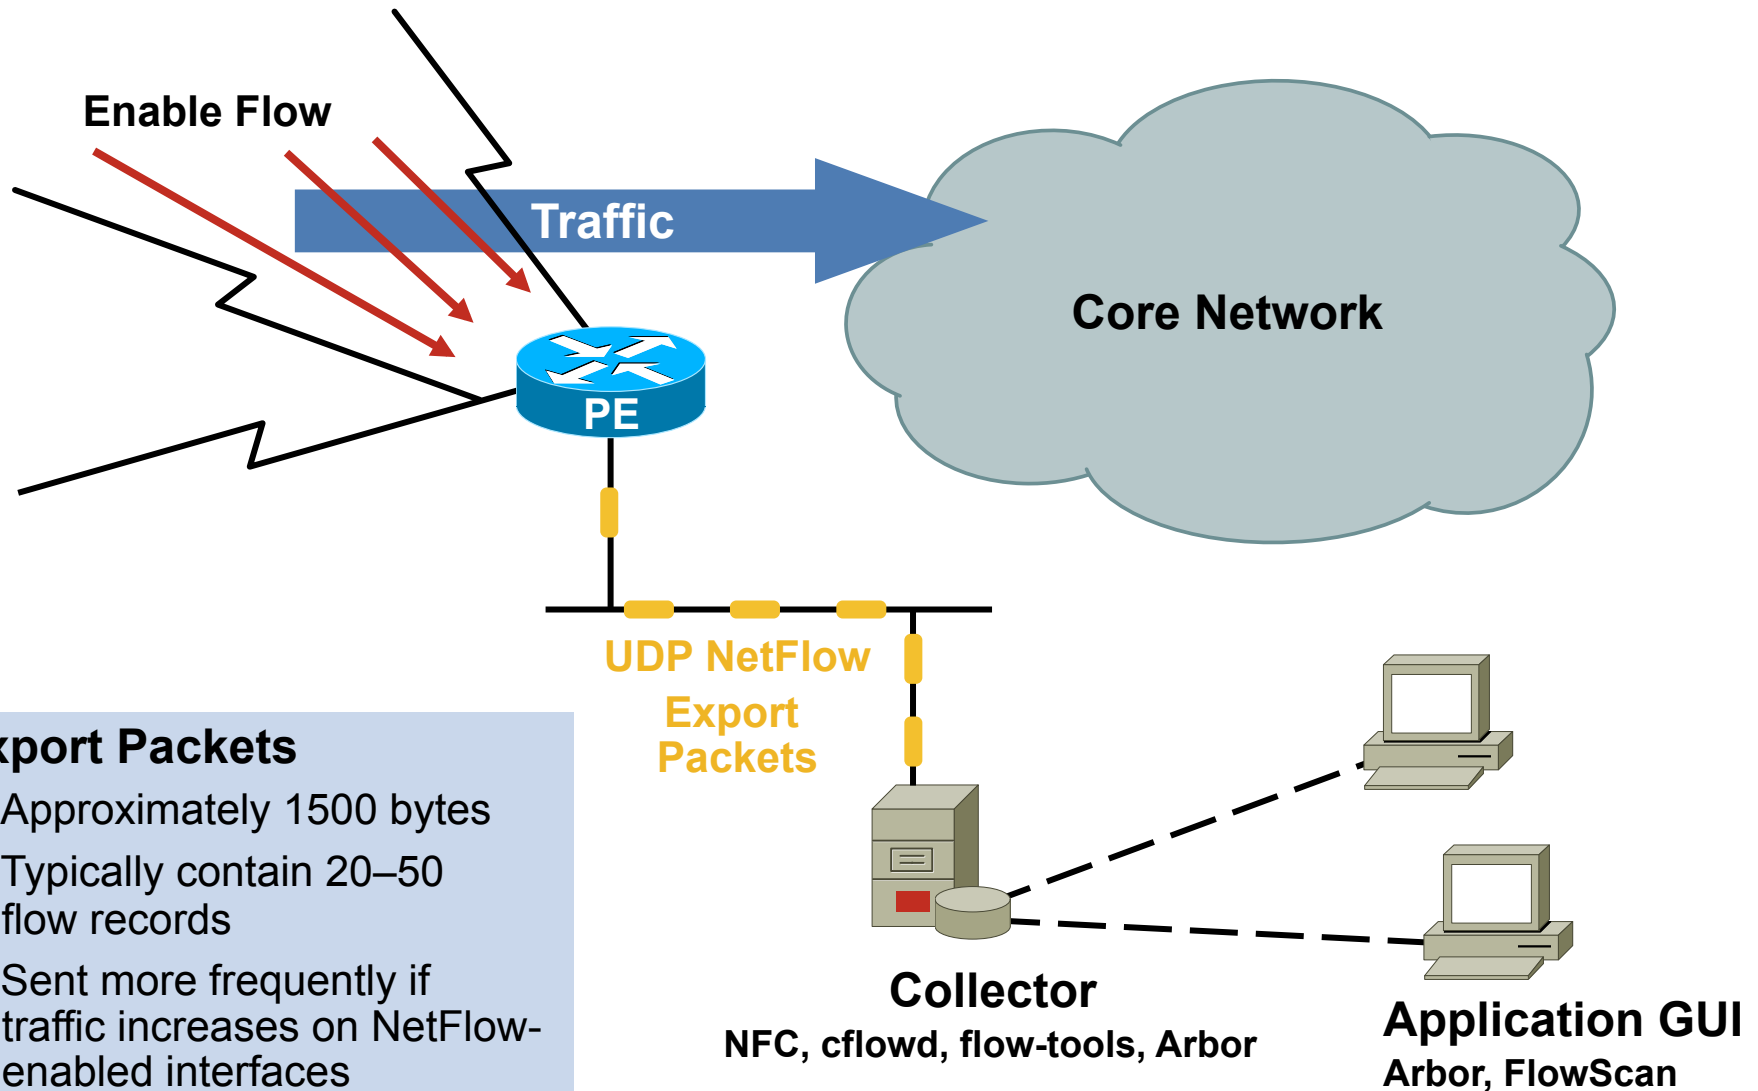 Enable Flow
Traffic
Core Network
PE
UDP NetFlow
Export
Packets
xport Packets
Approximately 1500 bytes
Typically contain 20–50
flow records
Sent more frequently if
traffic increases on NetFlow-
enabled interfaces
Collector
NFC, cflowd, flow-tools, Arbor
Application GUI
Arbor, FlowScan